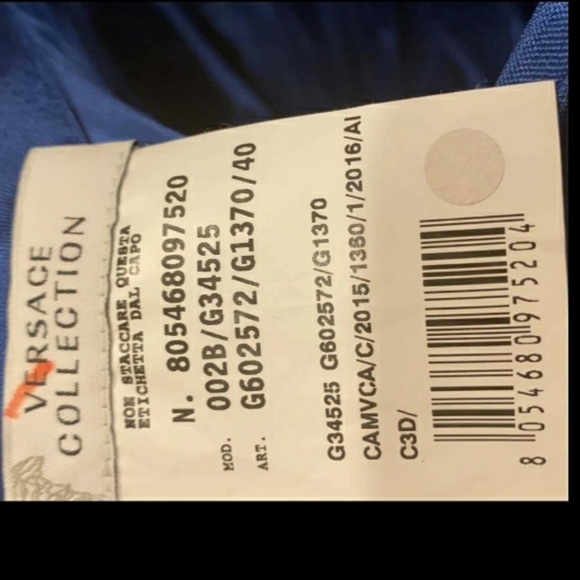 VERSACE
COLLECTION
NON STACCARE QUESTA
ETICHETTA DAL CAPO
N. 805468097520
MOD. 002B/G34525
ART. G602572/G1370/40
G34525 G602572/G1370
CAMVCA/C/2015/1360/1/2016/AI
C3D/
8 054680 975204